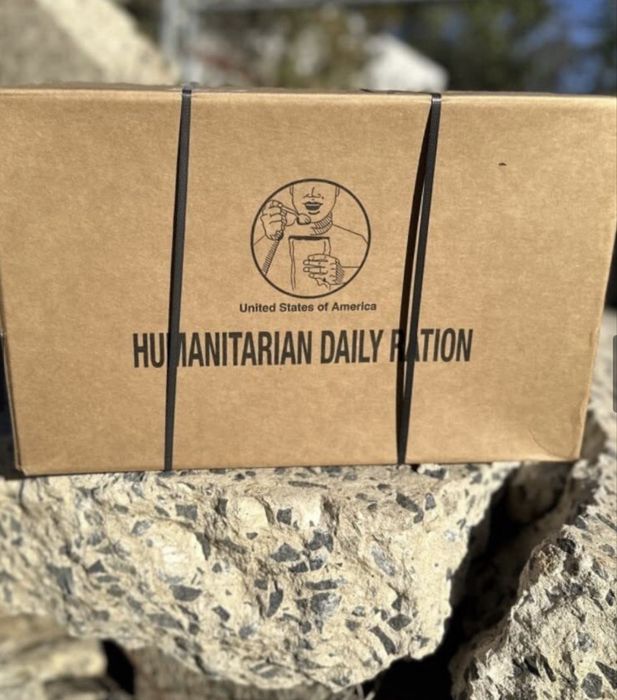 United States of America
HUMANITARIAN DAILY RATION